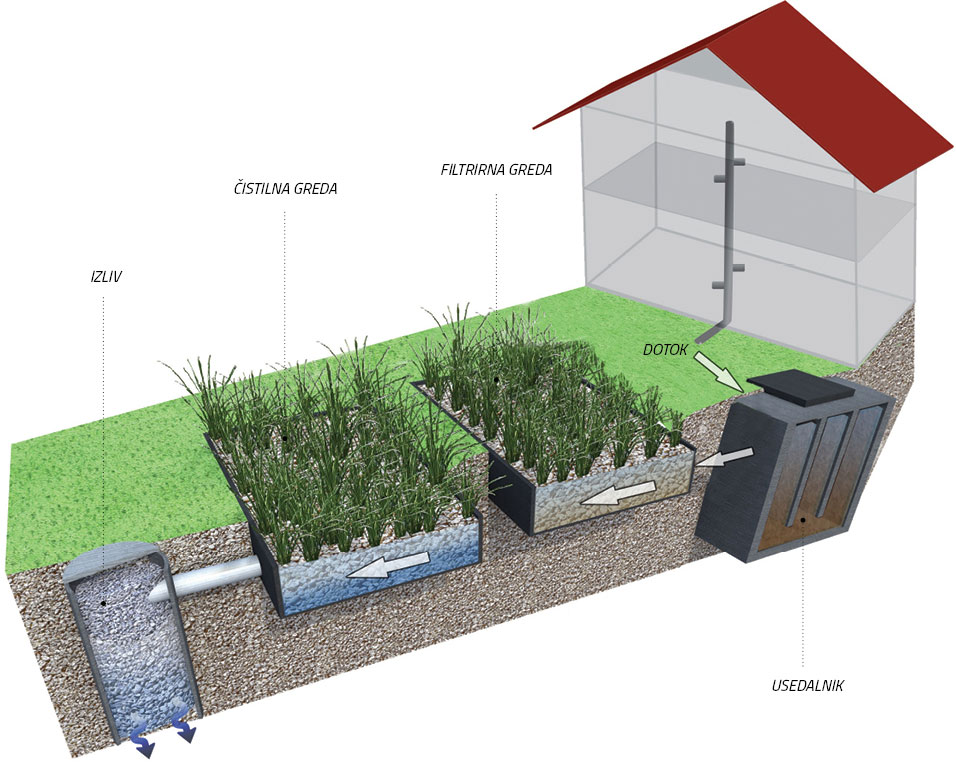 FILTRIRNA GREDA
ČISTILNA GREDA
IZLIV
DOTOK
USEDALNIK